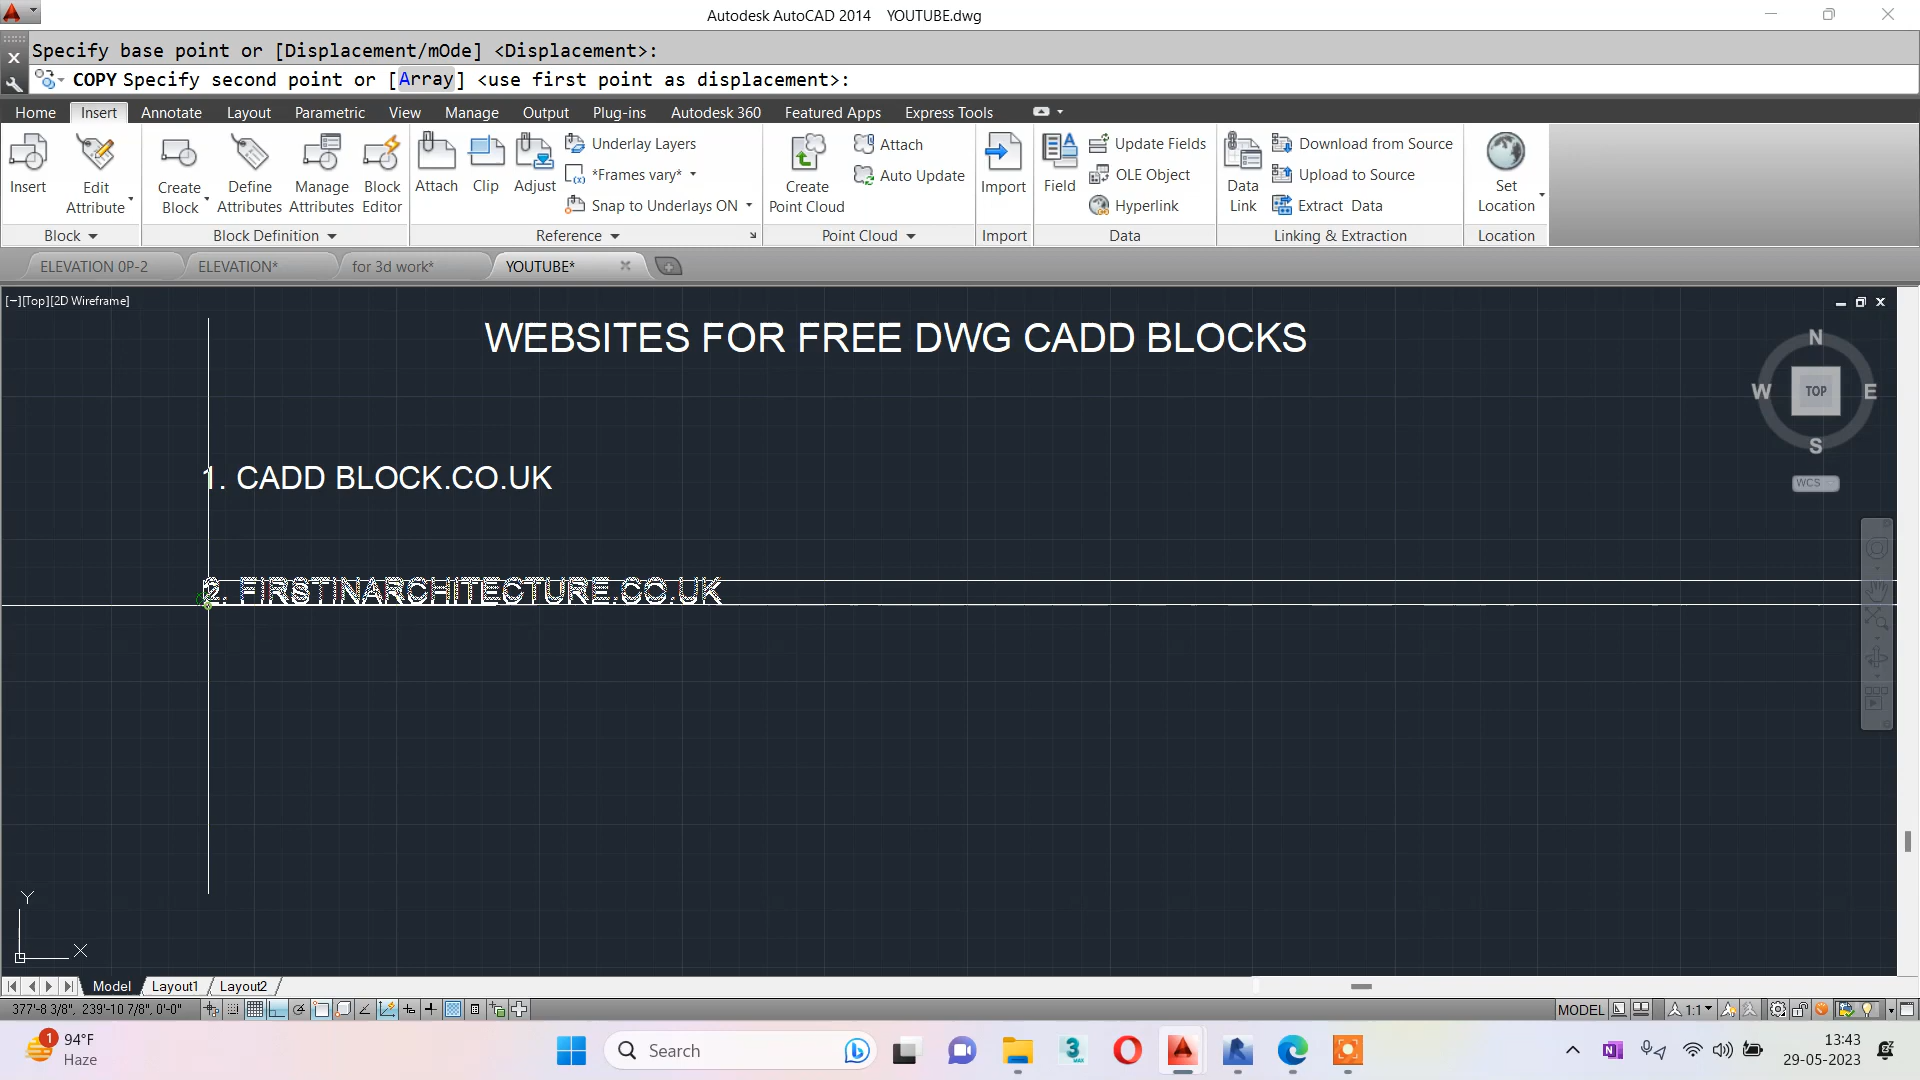 Autodesk AutoCAD 2014 YOUTUBE.dwg
Specify base point or [Displacement/mOde] <Displacement>:
COPY Specify second point or [Array] <use first point as displacement>:
Home Insert Annotate Layout Parametric View Manage Output Plug-ins Autodesk 360 Featured Apps Express Tools
Insert
Edit
Attribute
Block
Create
Block
Define
Attributes
Manage
Attributes
Block
Editor
Block Definition
Attach
Clip
Adjust
Underlay Layers
*Frames vary*
Snap to Underlays ON
Reference
Create
Point Cloud
Attach
Auto Update
Point Cloud
Import
Import
Field
Update Fields
OLE Object
Hyperlink
Data
Data
Link
Download from Source
Upload to Source
Extract Data
Linking & Extraction
Set
Location
Location
ELEVATION 0P-2 ELEVATION* for 3d work* YOUTUBE*
[−][Top][2D Wireframe]
WEBSITES FOR FREE DWG CADD BLOCKS
N
W TOP E
S
WCS
1. CADD BLOCK.CO.UK
2. FIRSTINARCHITECTURE.CO.UK
Y
X
Model Layout1 Layout2
377'-8 3/8", 239'-10 7/8", 0'-0" MODEL 1:1
1 94°F
Haze
Search
3
MAX
N
13:43
29-05-2023